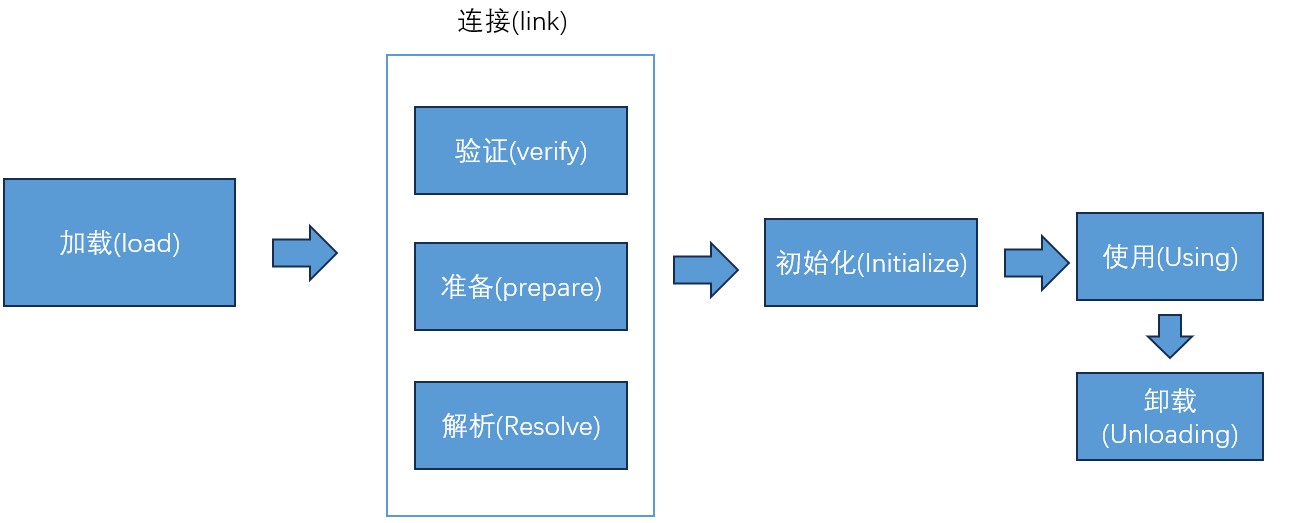 连接(link)
加载(load)
验证(verify)
准备(prepare)
解析(Resolve)
初始化(Initialize)
使用(Using)
卸载
(Unloading)